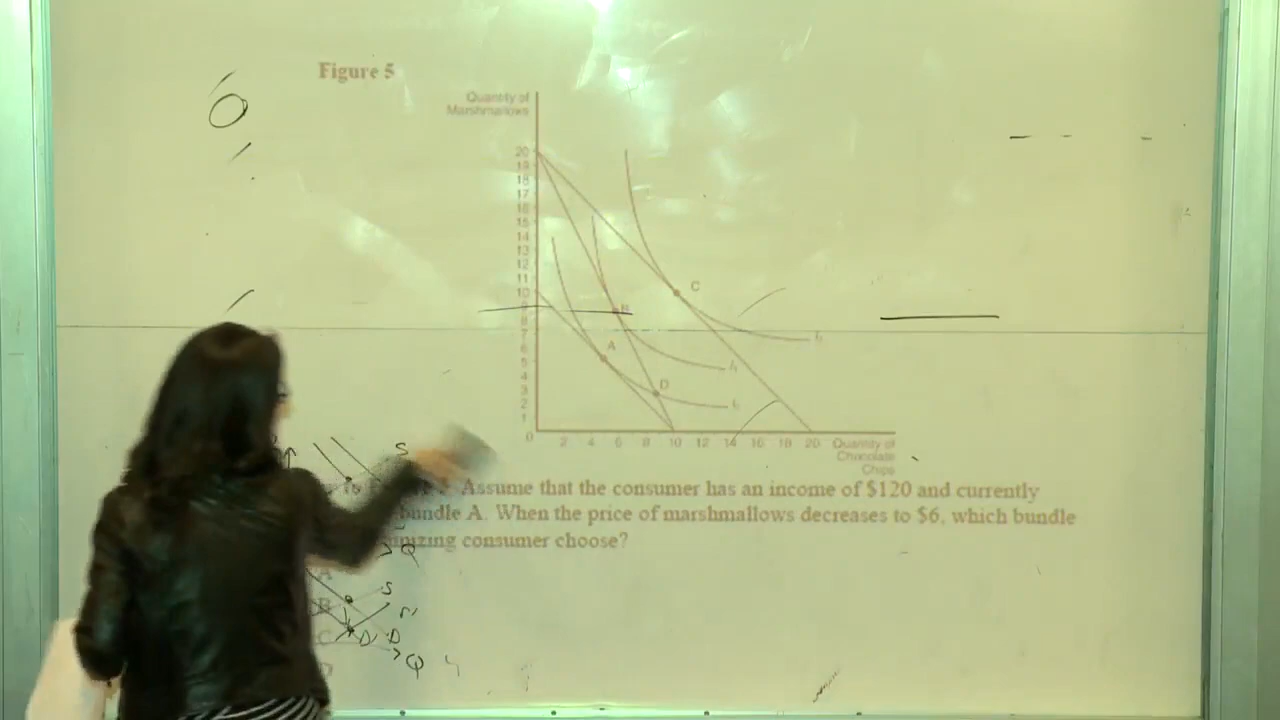 Figure 5
Quantity of
Marshmallows
20
19
18
17
16
15
14
13
12
11
10
9
8
7
6
5
4
3
2
1
0
C
B
A
D
2 4 6 8 10 12 14 16 18 20 Quantity of
Chocolate
Chips
Assume that the consumer has an income of $120 and currently
bundle A. When the price of marshmallows decreases to $6, which bundle
consumer choose?
S
Q
A
B
C
S
D
D
Q